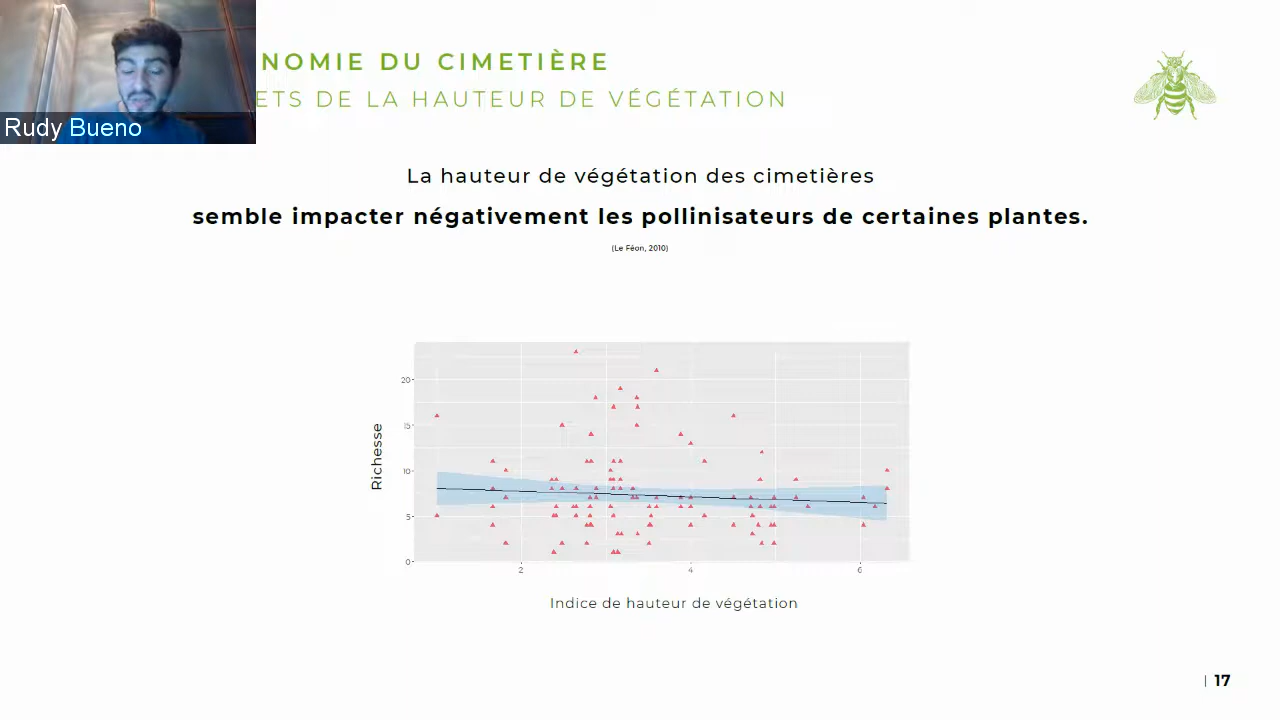 Rudy Bueno
NOMIE DU CIMETIÈRE
ETS DE LA HAUTEUR DE VÉGÉTATION
La hauteur de végétation des cimetières
semble impacter négativement les pollinisateurs de certaines plantes.
(Le Féon, 2010)
Richesse
20
15
10
5
0
2
4
6
Indice de hauteur de végétation
| 17